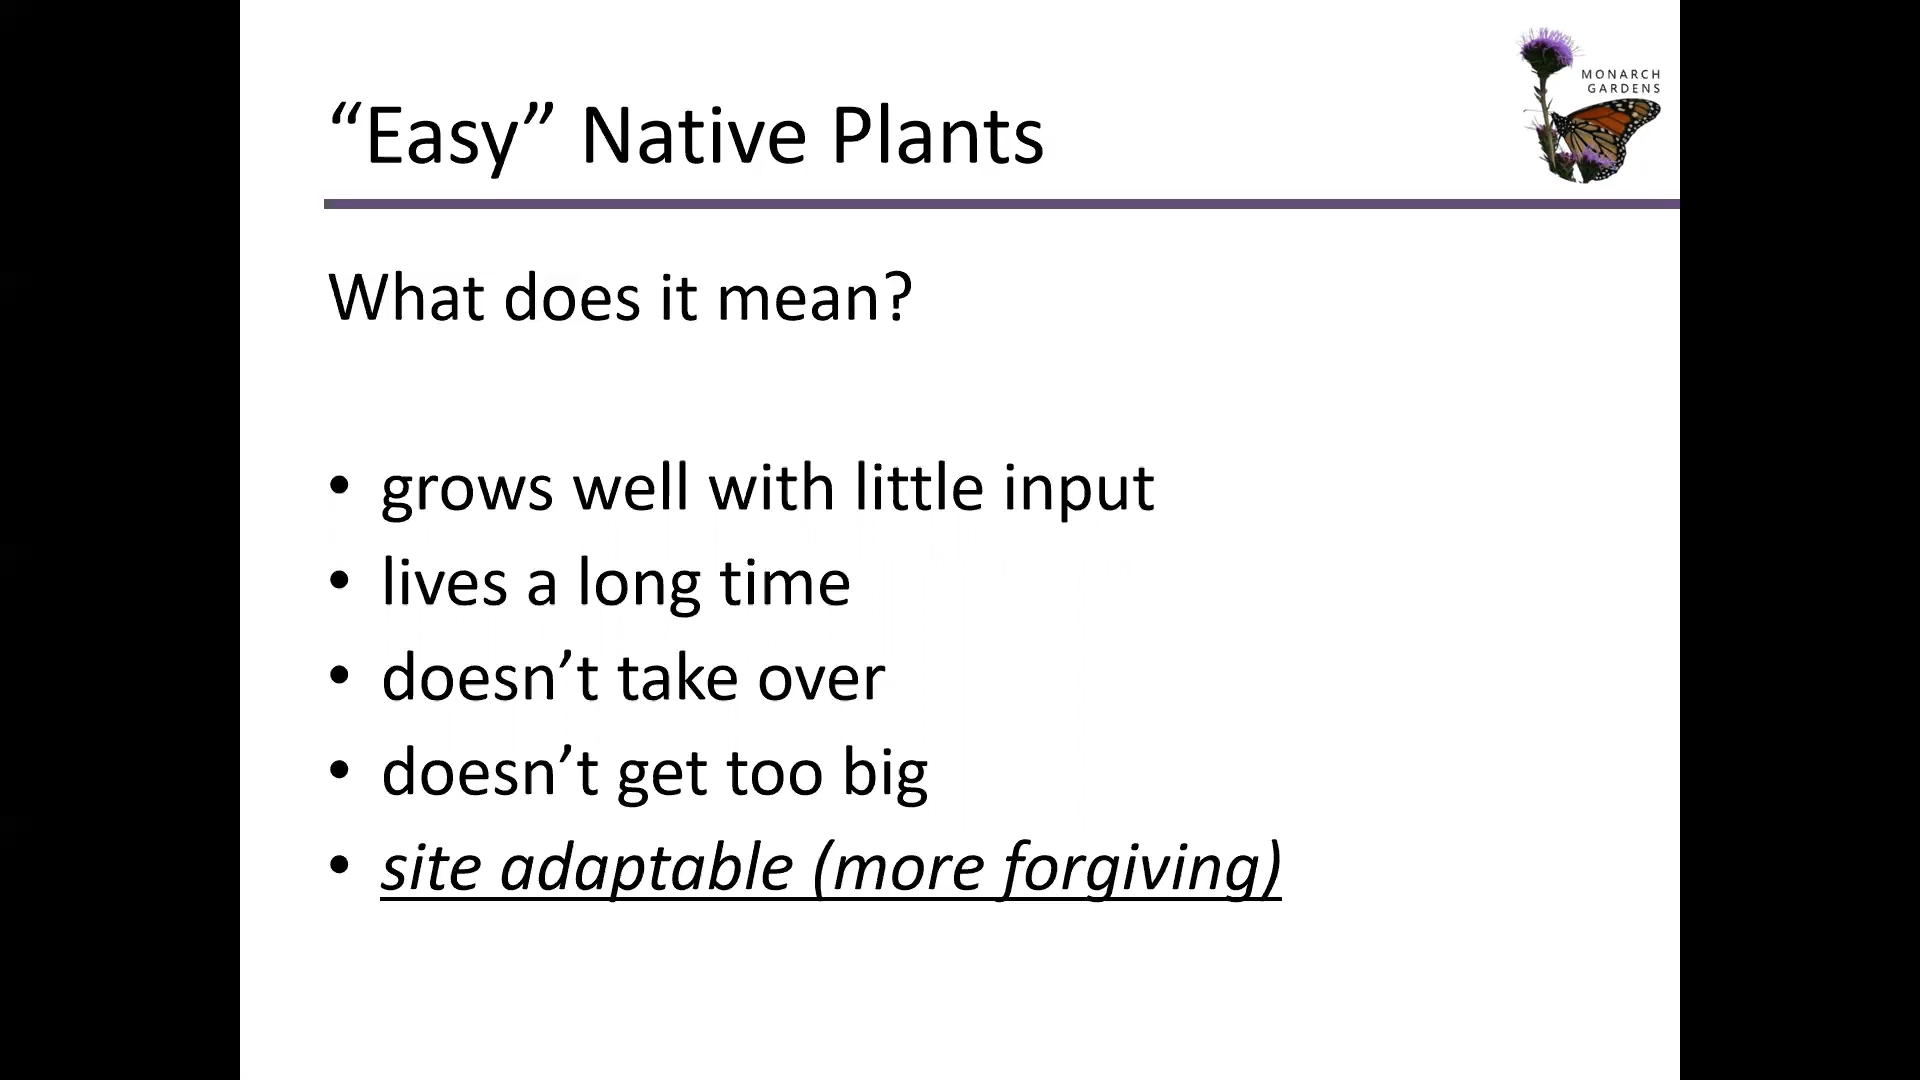 MONARCH
GARDENS
“Easy” Native Plants
What does it mean?
• grows well with little input
• lives a long time
• doesn’t take over
• doesn’t get too big
• site adaptable (more forgiving)